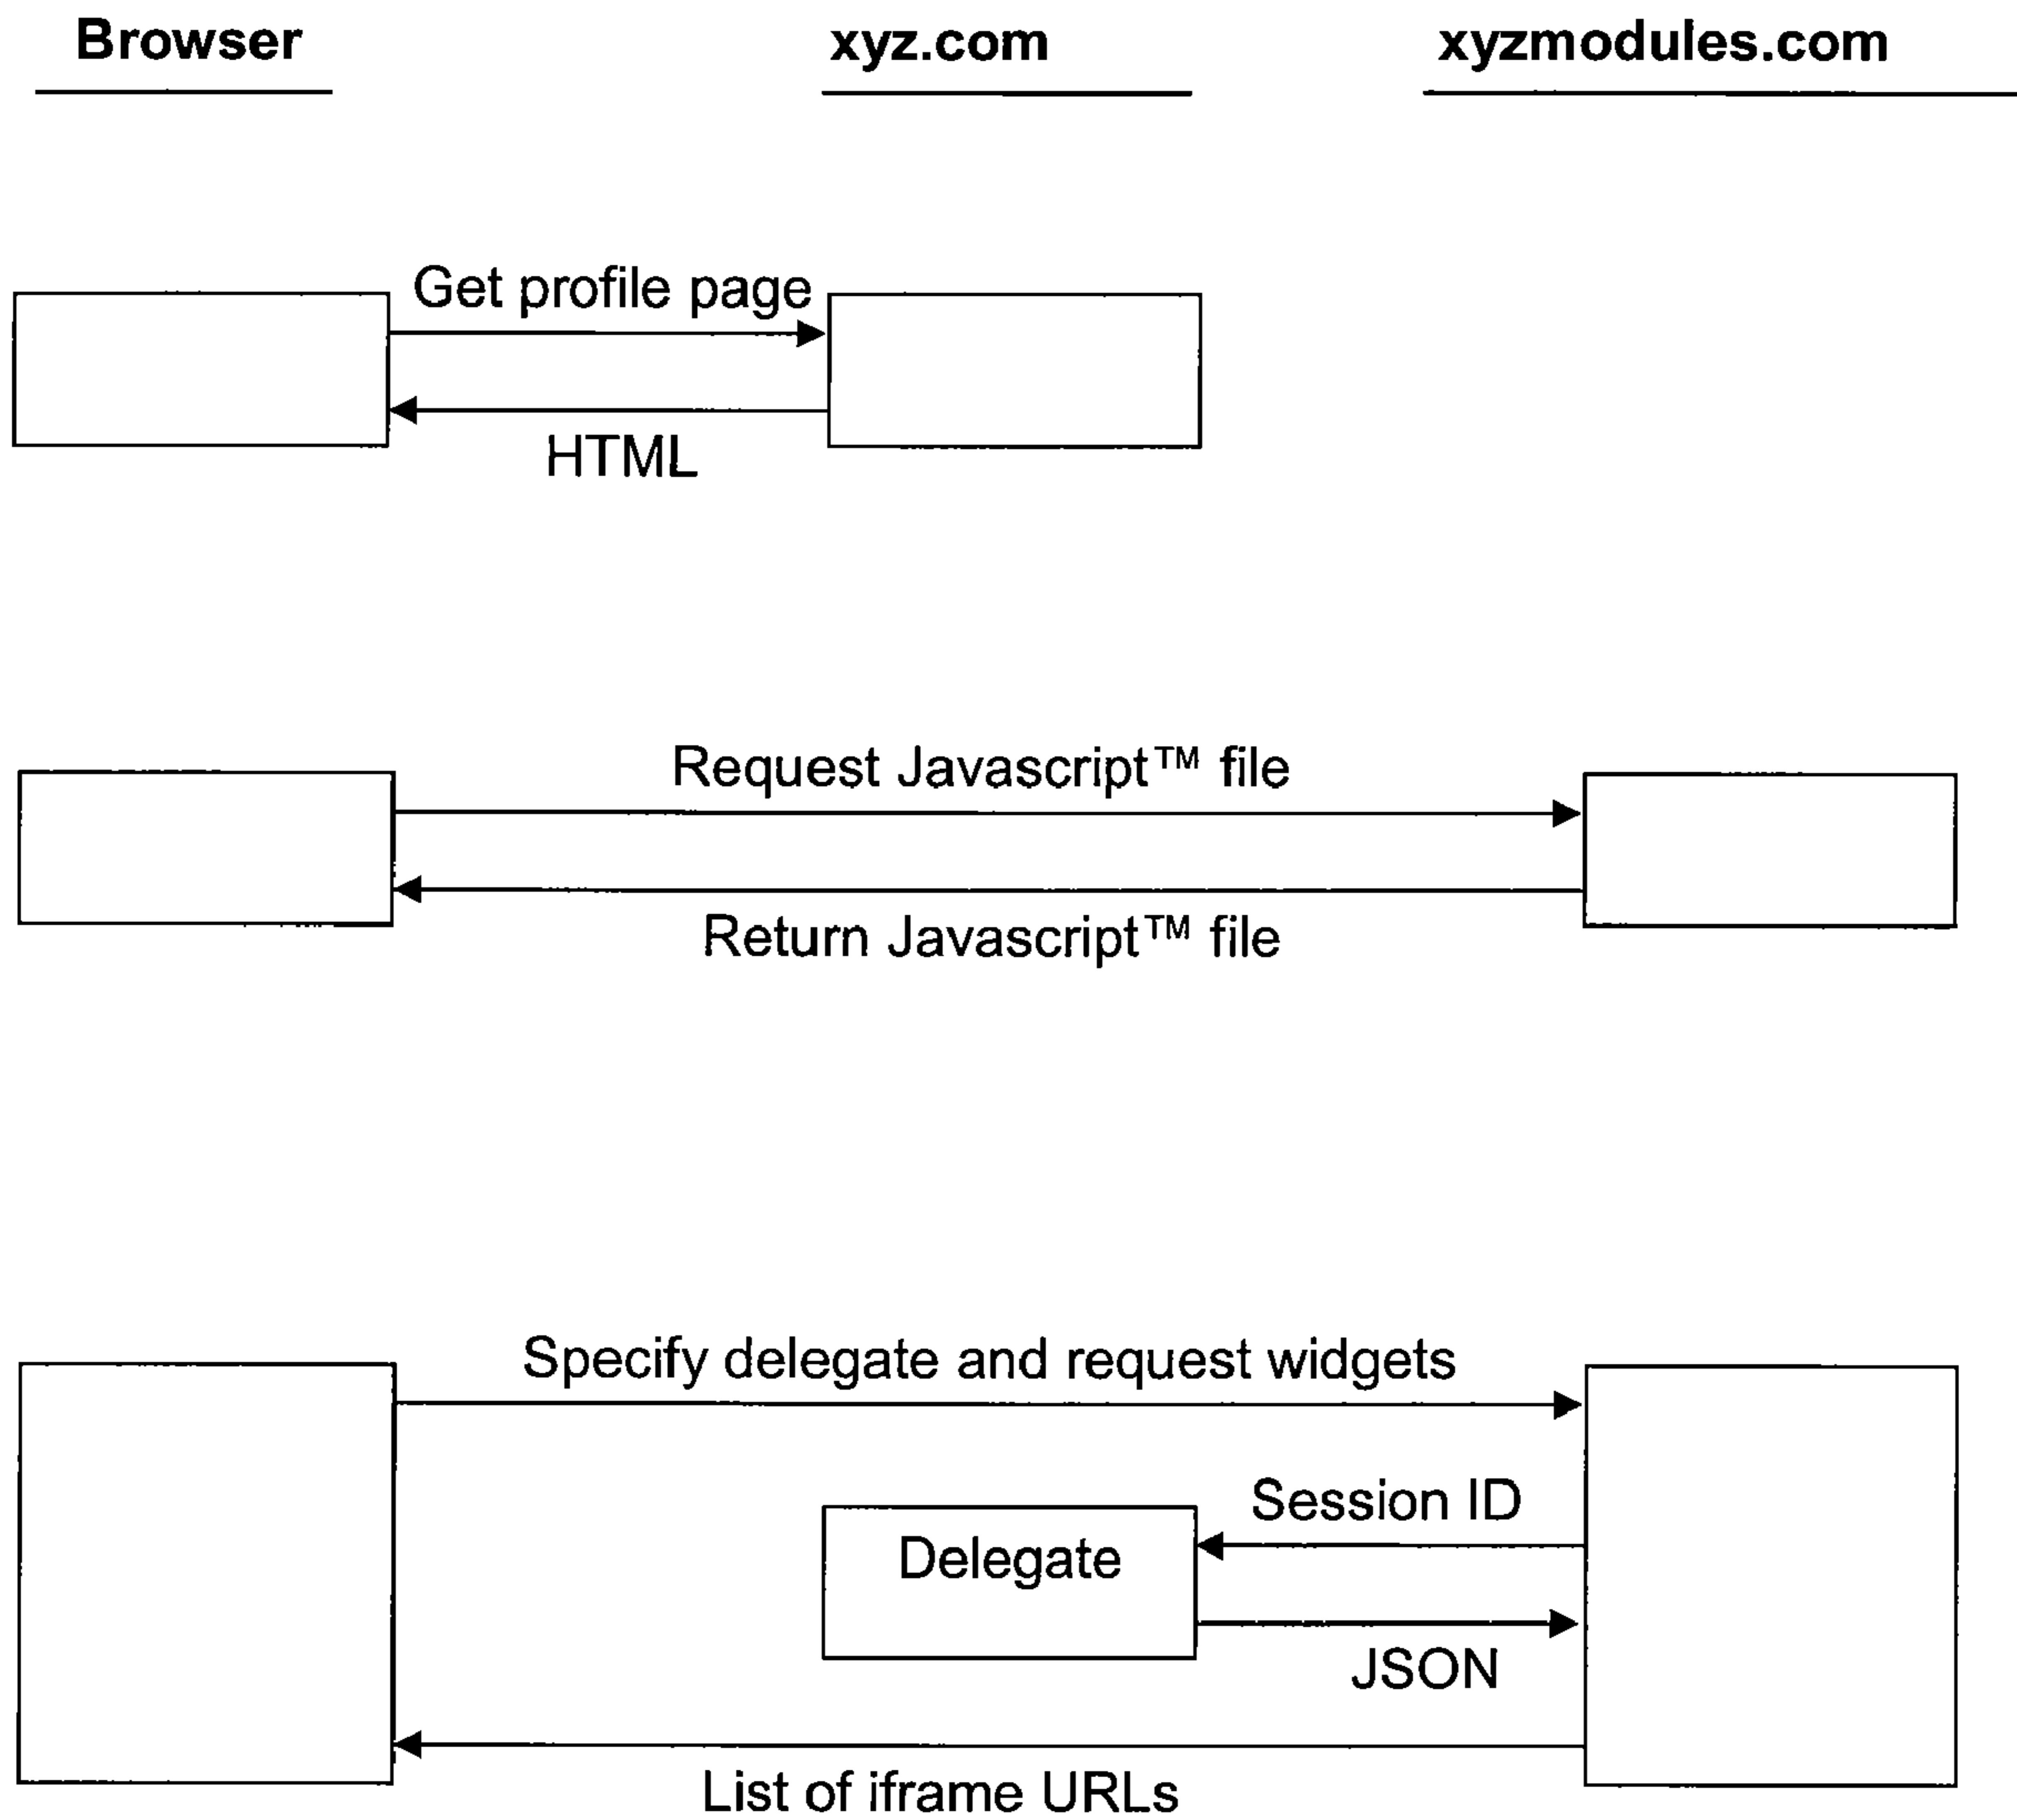 Browser
xyz.com
xyzmodules.com
Get profile page
HTML
Request Javascript™ file
Return Javascript™ file
Specify delegate and request widgets
Session ID
Delegate
JSON
List of iframe URLs